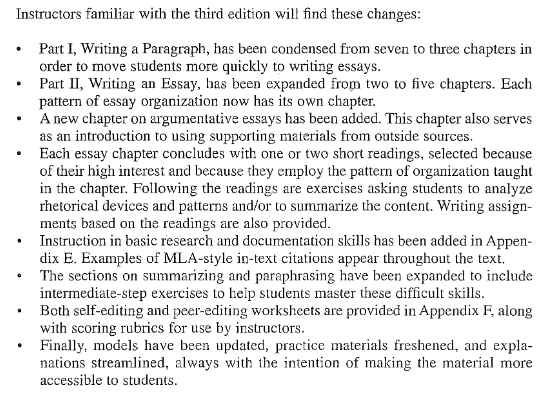 Instructors familiar with the third edition will find these changes:
• Part I, Writing a Paragraph, has been condensed from seven to three chapters in
order to move students more quickly to writing essays.
• Part II, Writing an Essay, has been expanded from two to five chapters. Each
pattern of essay organization now has its own chapter.
• A new chapter on argumentative essays has been added. This chapter also serves
as an introduction to using supporting materials from outside sources.
• Each essay chapter concludes with one or two short readings, selected because
of their high interest and because they employ the pattern of organization taught
in the chapter. Following the readings are exercises asking students to analyze
rhetorical devices and patterns and/or to summarize the content. Writing assign-
ments based on the readings are also provided.
• Instruction in basic research and documentation skills has been added in Appen-
dix E. Examples of MLA-style in-text citations appear throughout the text.
• The sections on summarizing and paraphrasing have been expanded to include
intermediate-step exercises to help students master these difficult skills.
• Both self-editing and peer-editing worksheets are provided in Appendix F, along
with scoring rubrics for use by instructors.
• Finally, models have been updated, practice materials freshened, and expla-
nations streamlined, always with the intention of making the material more
accessible to students.